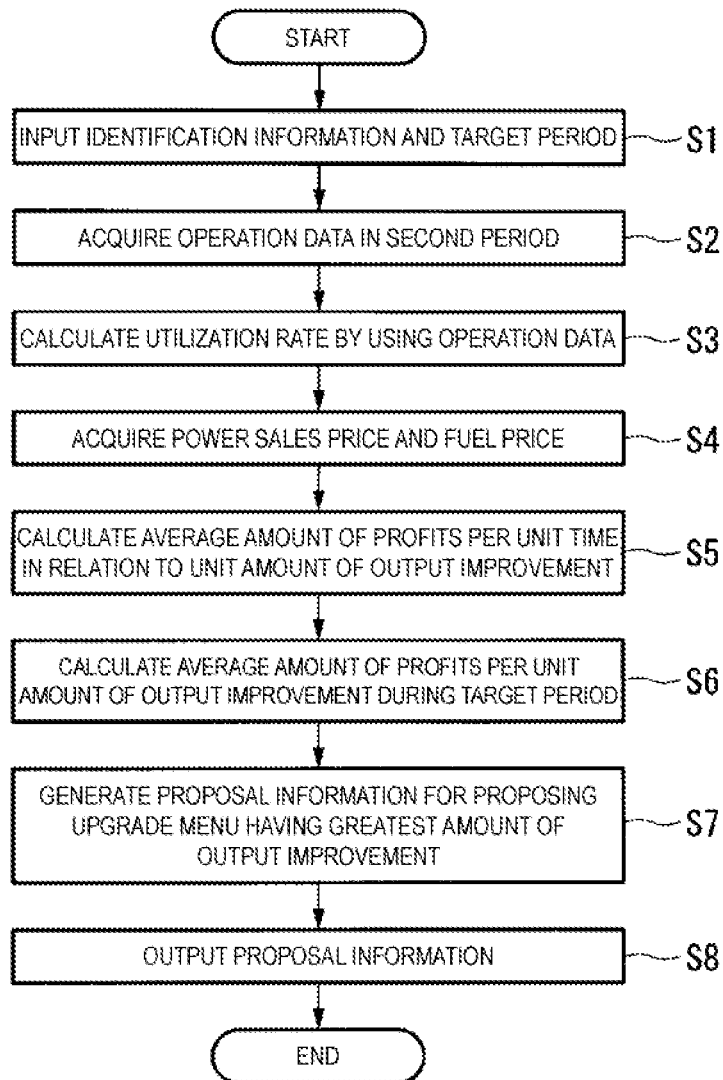 START
INPUT IDENTIFICATION INFORMATION AND TARGET PERIOD
S1
ACQUIRE OPERATION DATA IN SECOND PERIOD
S2
CALCULATE UTILIZATION RATE BY USING OPERATION DATA
S3
ACQUIRE POWER SALES PRICE AND FUEL PRICE
S4
CALCULATE AVERAGE AMOUNT OF PROFITS PER UNIT TIME
IN RELATION TO UNIT AMOUNT OF OUTPUT IMPROVEMENT
S5
CALCULATE AVERAGE AMOUNT OF PROFITS PER UNIT
AMOUNT OF OUTPUT IMPROVEMENT DURING TARGET PERIOD
S6
GENERATE PROPOSAL INFORMATION FOR PROPOSING
UPGRADE MENU HAVING GREATEST AMOUNT OF
OUTPUT IMPROVEMENT
S7
OUTPUT PROPOSAL INFORMATION
S8
END